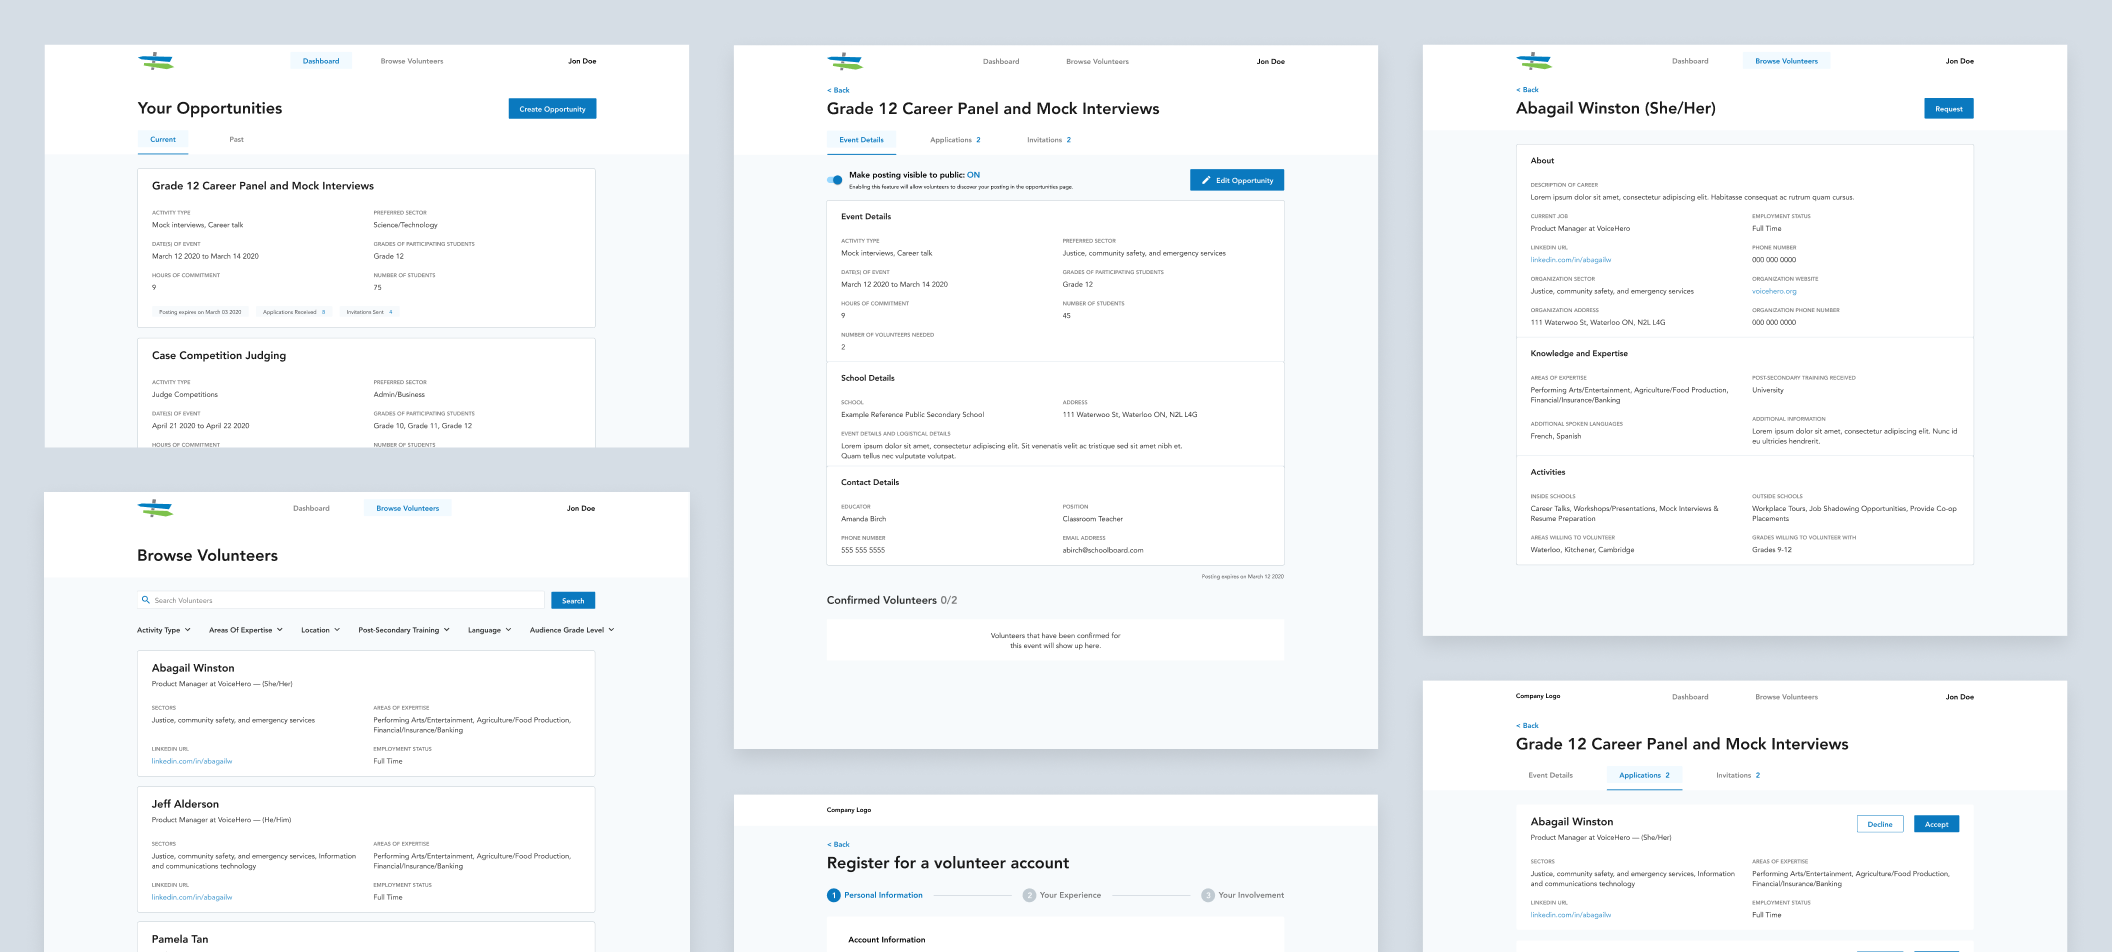 Dashboard
Browse Volunteers
Jon Doe
Your Opportunities
Create Opportunity
Current
Past
Grade 12 Career Panel and Mock Interviews
ACTIVITY TYPE
PREFERRED SECTOR
Mock interviews, Career talk
Science/Technology
DATE(S) OF EVENT
GRADES OF PARTICIPATING STUDENTS
March 12 2020 to March 14 2020
Grade 12
HOURS OF COMMITMENT
NUMBER OF STUDENTS
9
75
Posting expires on March 03 2020
Applications Received 8
Invitations Sent 4
Case Competition Judging
ACTIVITY TYPE
PREFERRED SECTOR
Judge Competitions
Admin/Business
DATE(S) OF EVENT
GRADES OF PARTICIPATING STUDENTS
April 21 2020 to April 22 2020
Grade 10, Grade 11, Grade 12
HOURS OF COMMITMENT
NUMBER OF STUDENTS
Dashboard
Browse Volunteers
Jon Doe
Browse Volunteers
Search Volunteers
Search
Activity Type
Areas Of Expertise
Location
Post-Secondary Training
Language
Audience Grade Level
Abagail Winston
Product Manager at VoiceHero — (She/Her)
SECTORS
AREAS OF EXPERTISE
Justice, community safety, and emergency services
Performing Arts/Entertainment, Agriculture/Food Production,
Financial/Insurance/Banking
LINKEDIN URL
EMPLOYMENT STATUS
linkedin.com/in/abagailw
Full Time
Jeff Alderson
Product Manager at VoiceHero — (He/Him)
SECTORS
AREAS OF EXPERTISE
Justice, community safety, and emergency services, Information
and communications technology
Performing Arts/Entertainment, Agriculture/Food Production,
Financial/Insurance/Banking
LINKEDIN URL
EMPLOYMENT STATUS
linkedin.com/in/abagailw
Full Time
Pamela Tan
Dashboard
Browse Volunteers
Jon Doe
< Back
Grade 12 Career Panel and Mock Interviews
Event Details
Applications 2
Invitations 2
Make posting visible to public: ON
Enabling this feature will allow volunteers to discover your posting in the opportunities page.
Edit Opportunity
Event Details
ACTIVITY TYPE
PREFERRED SECTOR
Mock interviews, Career talk
Justice, community safety, and emergency services
DATE(S) OF EVENT
GRADES OF PARTICIPATING STUDENTS
March 12 2020 to March 14 2020
Grade 12
HOURS OF COMMITMENT
NUMBER OF STUDENTS
9
45
NUMBER OF VOLUNTEERS NEEDED
2
School Details
SCHOOL
ADDRESS
Example Reference Public Secondary School
111 Waterwoo St, Waterloo ON, N2L L4G
EVENT DETAILS AND LOGISTICAL DETAILS
Lorem ipsum dolor sit amet, consectetur adipiscing elit. Sit venenatis velit ac tristique sed sit amet nibh et.
Quam tellus nec vulputate volutpat.
Contact Details
EDUCATOR
POSITION
Amanda Birch
Classroom Teacher
PHONE NUMBER
EMAIL ADDRESS
555 555 5555
abirch@schoolboard.com
Posting expires on March 12 2020
Confirmed Volunteers 0/2
Volunteers that have been confirmed for
this event will show up here.
Company Logo
< Back
Register for a volunteer account
1 Personal Information
2 Your Experience
3 Your Involvement
Account Information
Dashboard
Browse Volunteers
Jon Doe
< Back
Abagail Winston (She/Her)
Request
About
DESCRIPTION OF CAREER
Lorem ipsum dolor sit amet, consectetur adipiscing elit. Habitasse consequat ac rutrum quam cursus.
CURRENT JOB
EMPLOYMENT STATUS
Product Manager at VoiceHero
Full Time
LINKEDIN URL
PHONE NUMBER
linkedin.com/in/abagailw
000 000 0000
ORGANIZATION SECTOR
ORGANIZATION WEBSITE
Justice, community safety, and emergency services
voicehero.org
ORGANIZATION ADDRESS
ORGANIZATION PHONE NUMBER
111 Waterwoo St, Waterloo ON, N2L L4G
000 000 0000
Knowledge and Expertise
AREAS OF EXPERTISE
POST-SECONDARY TRAINING RECEIVED
Performing Arts/Entertainment, Agriculture/Food Production,
Financial/Insurance/Banking
University
ADDITIONAL SPOKEN LANGUAGES
ADDITIONAL INFORMATION
French, Spanish
Lorem ipsum dolor sit amet, consectetur adipiscing elit. Nunc id
eu ultricies hendrerit.
Activities
INSIDE SCHOOLS
OUTSIDE SCHOOLS
Career Talks, Workshops/Presentations, Mock Interviews &
Resume Preparation
Workplace Tours, Job Shadowing Opportunities, Provide Co-op
Placements
AREAS WILLING TO VOLUNTEER
GRADES WILLING TO VOLUNTEER WITH
Waterloo, Kitchener, Cambridge
Grades 9-12
Company Logo
Dashboard
Browse Volunteers
Jon Doe
< Back
Grade 12 Career Panel and Mock Interviews
Event Details
Applications 2
Invitations 2
Abagail Winston
Decline
Accept
Product Manager at VoiceHero — (She/Her)
SECTORS
AREAS OF EXPERTISE
Justice, community safety, and emergency services, Information
and communications technology
Performing Arts/Entertainment, Agriculture/Food Production,
Financial/Insurance/Banking
LINKEDIN URL
EMPLOYMENT STATUS
linkedin.com/in/abagailw
Full Time